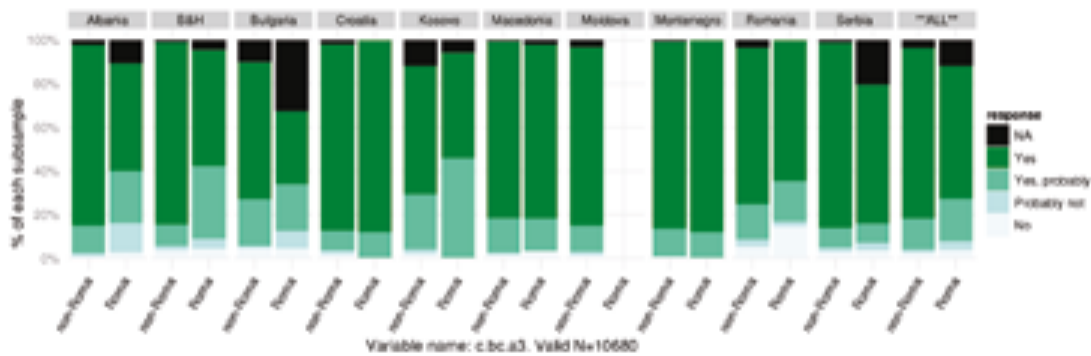 Albania B&H Bulgaria Croatia Kosovo Macedonia Moldova Montenegro Romania Serbia **ALL**
100%
80%
60%
40%
20%
0%
% of each subsample
non-Roma Roma non-Roma Roma non-Roma Roma non-Roma Roma non-Roma Roma non-Roma Roma non-Roma Roma non-Roma Roma non-Roma Roma non-Roma Roma non-Roma Roma
Variable name: c.bc.a3. Valid N=10680
response
NA
Yes
Yes, probably
Probably not
No